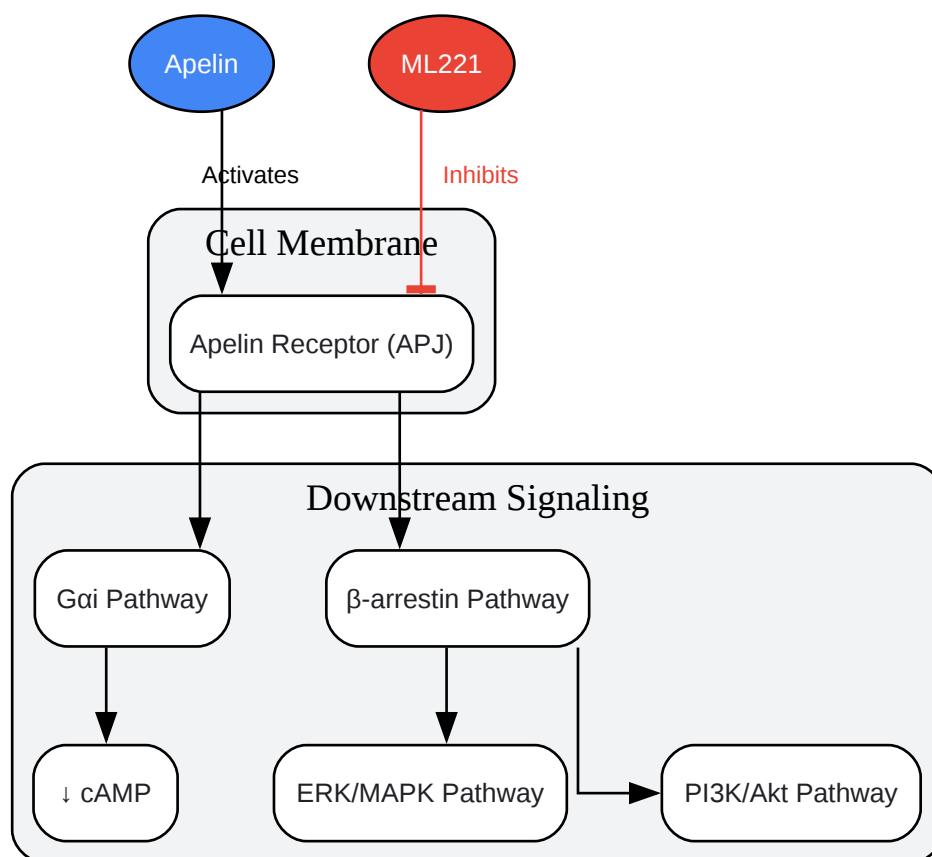 Apelin
ML221
Activates
Inhibits
Cell Membrane
Apelin Receptor (APJ)
Downstream Signaling
Gαi Pathway
β-arrestin Pathway
↓ cAMP
ERK/MAPK Pathway
PI3K/Akt Pathway